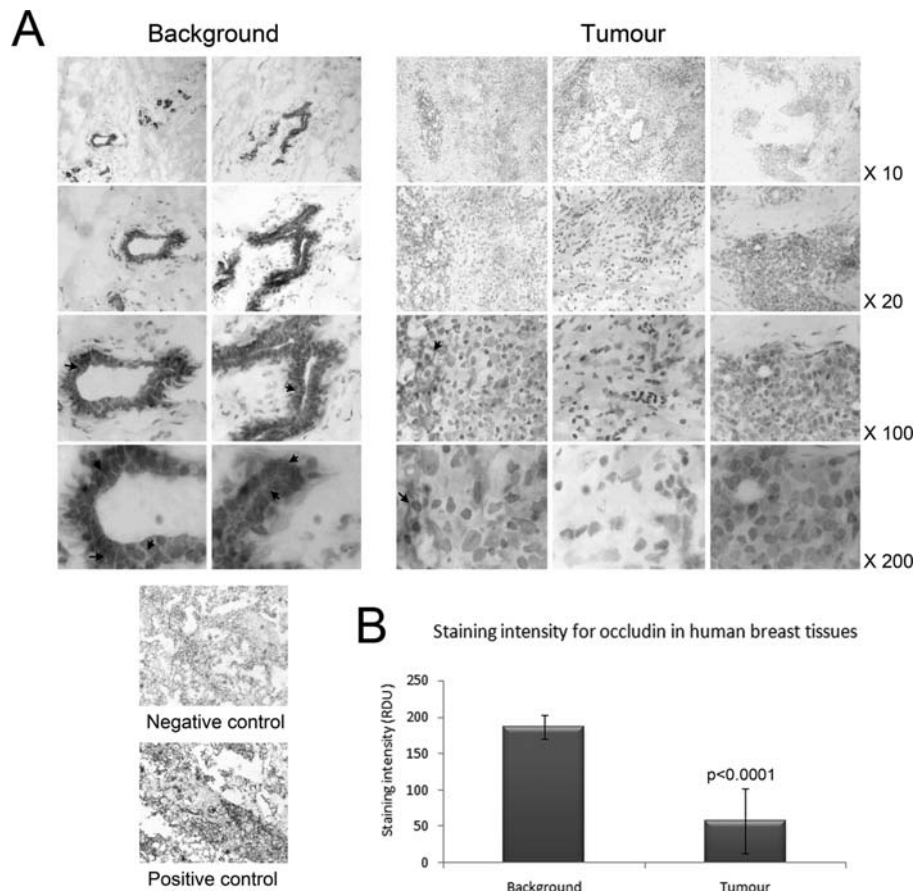 A
Background
Tumour
X 10
X 20
X 100
X 200
Negative control
Positive control
B
Staining intensity for occludin in human breast tissues
Staining intensity (RDU)
250
200
150
100
50
0
p<0.0001
Background
Tumour